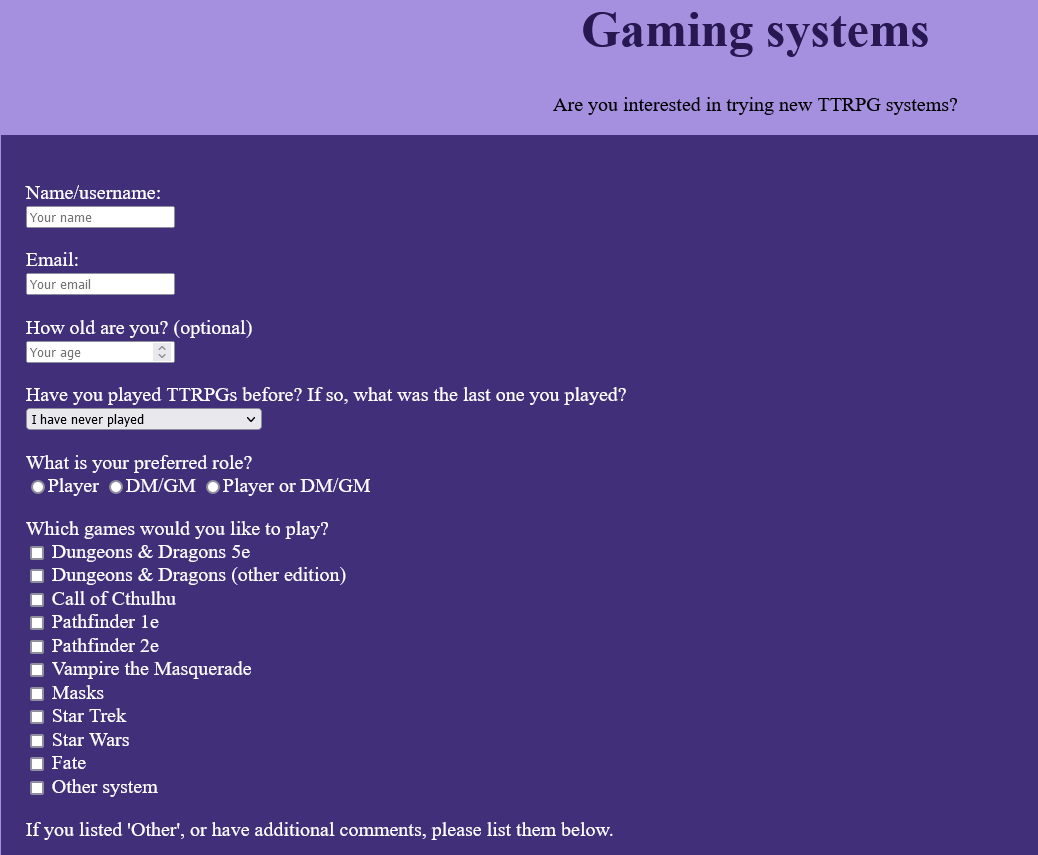 Gaming systems
Are you interested in trying new TTRPG systems?
Name/username:
Your name
Email:
Your email
How old are you? (optional)
Your age
Have you played TTRPGs before? If so, what was the last one you played?
I have never played
What is your preferred role?
Player DM/GM Player or DM/GM
Which games would you like to play?
Dungeons & Dragons 5e
Dungeons & Dragons (other edition)
Call of Cthulhu
Pathfinder 1e
Pathfinder 2e
Vampire the Masquerade
Masks
Star Trek
Star Wars
Fate
Other system
If you listed 'Other', or have additional comments, please list them below.